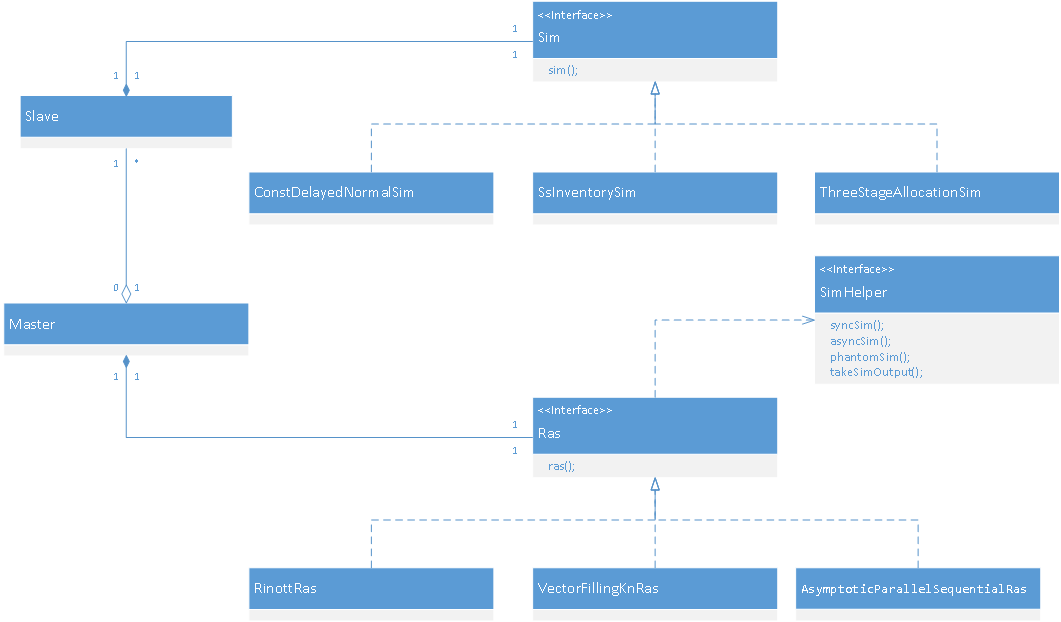 <<Interface>>
Sim
sim();
1
1
1 1
Slave
1 *
ConstDelayedNormalSim
SsInventorySim
ThreeStageAllocationSim
<<Interface>>
SimHelper
syncSim();
asyncSim();
phantomSim();
takeSimOutput();
0 1
Master
1 1
<<Interface>>
Ras
ras();
1
1
RinottRas
VectorFillingKnRas
AsymptoticParallelSequentialRas